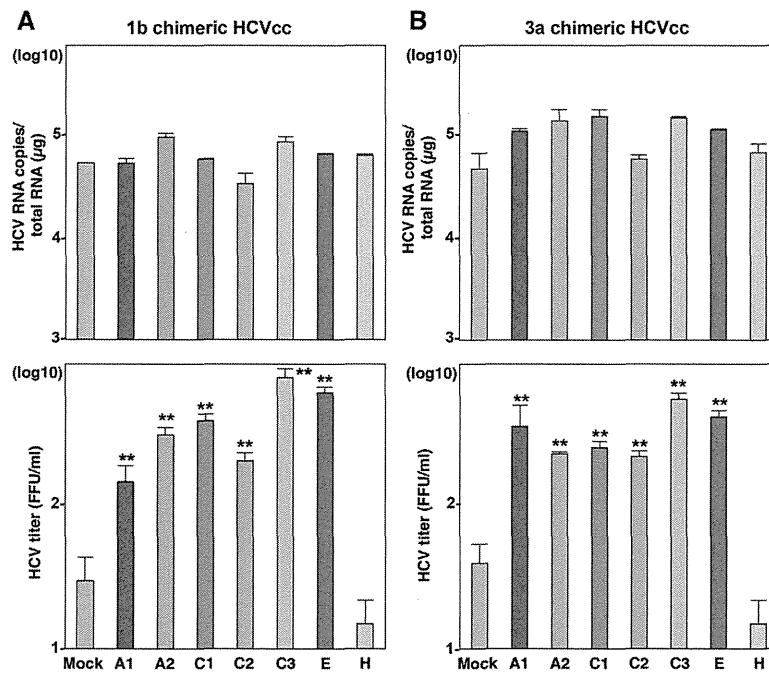 A
1b chimeric HCVcc
(log10)
HCV RNA copies/
total RNA (µg)
5
4
3
(log10)
HCV titer (FFU/ml)
2
1
** ** ** ** ** **
Mock A1 A2 C1 C2 C3 E H
B
3a chimeric HCVcc
(log10)
HCV RNA copies/
total RNA (µg)
5
4
3
(log10)
HCV titer (FFU/ml)
2
1
** ** ** ** ** **
Mock A1 A2 C1 C2 C3 E H